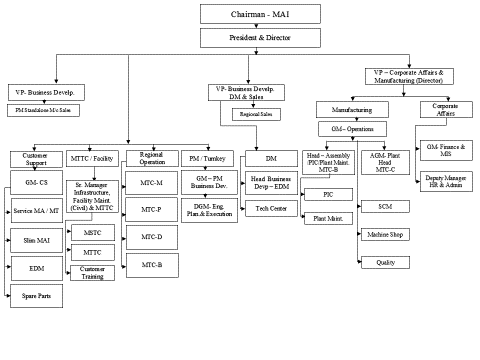 Chairman - MAI
President & Director
VP- Business Develp.
PM Standalone M/c Sales
VP- Business Develp.
DM & Sales
Regional Sales
VP – Corporate Affairs &
Manufacturing (Director)
Manufacturing
Corporate
Affairs
GM– Operations
Customer
Support
MTTC / Facility
Regional
Operation
PM / Turnkey
DM
Head – Assembly
/PIC/Plant Maint.
MTC-B
AGM- Plant
Head
MTC-C
GM- Finance &
MIS
Deputy Manager
HR & Admin
GM- CS
Service MA / MT
Slim MAI
EDM
Spare Parts
Sr. Manager
Infrastructure,
Facility Maint.
(Civil) & MTTC
MSTC
MTTC
Customer
Training
MTC-M
MTC-P
MTC-D
MTC-B
GM – PM
Business Dev.
DGM- Eng.
Plan.& Execution
Head Business
Devp – EDM
Tech Center
PIC
Plant Maint.
SCM
Machine Shop
Quality